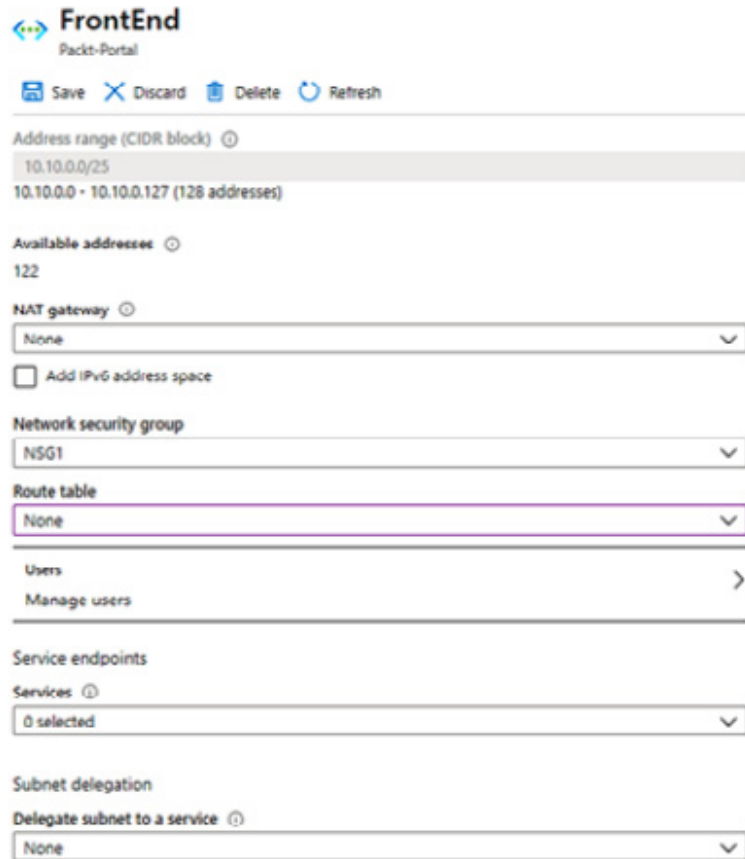 FrontEnd
Packt-Portal
Save Discard Delete Refresh
Address range (CIDR block)
10.10.0.0/25
10.10.0.0 - 10.10.0.127 (128 addresses)
Available addresses
122
NAT gateway
None
Add IPv6 address space
Network security group
NSG1
Route table
None
Users
Manage users
Service endpoints
Services
0 selected
Subnet delegation
Delegate subnet to a service
None